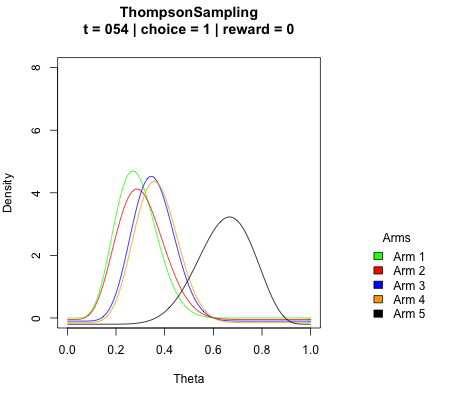 ThompsonSampling
t = 054 | choice = 1 | reward = 0
8
6
4
2
0
Density
0.0 0.2 0.4 0.6 0.8 1.0
Theta
Arms
Arm 1
Arm 2
Arm 3
Arm 4
Arm 5